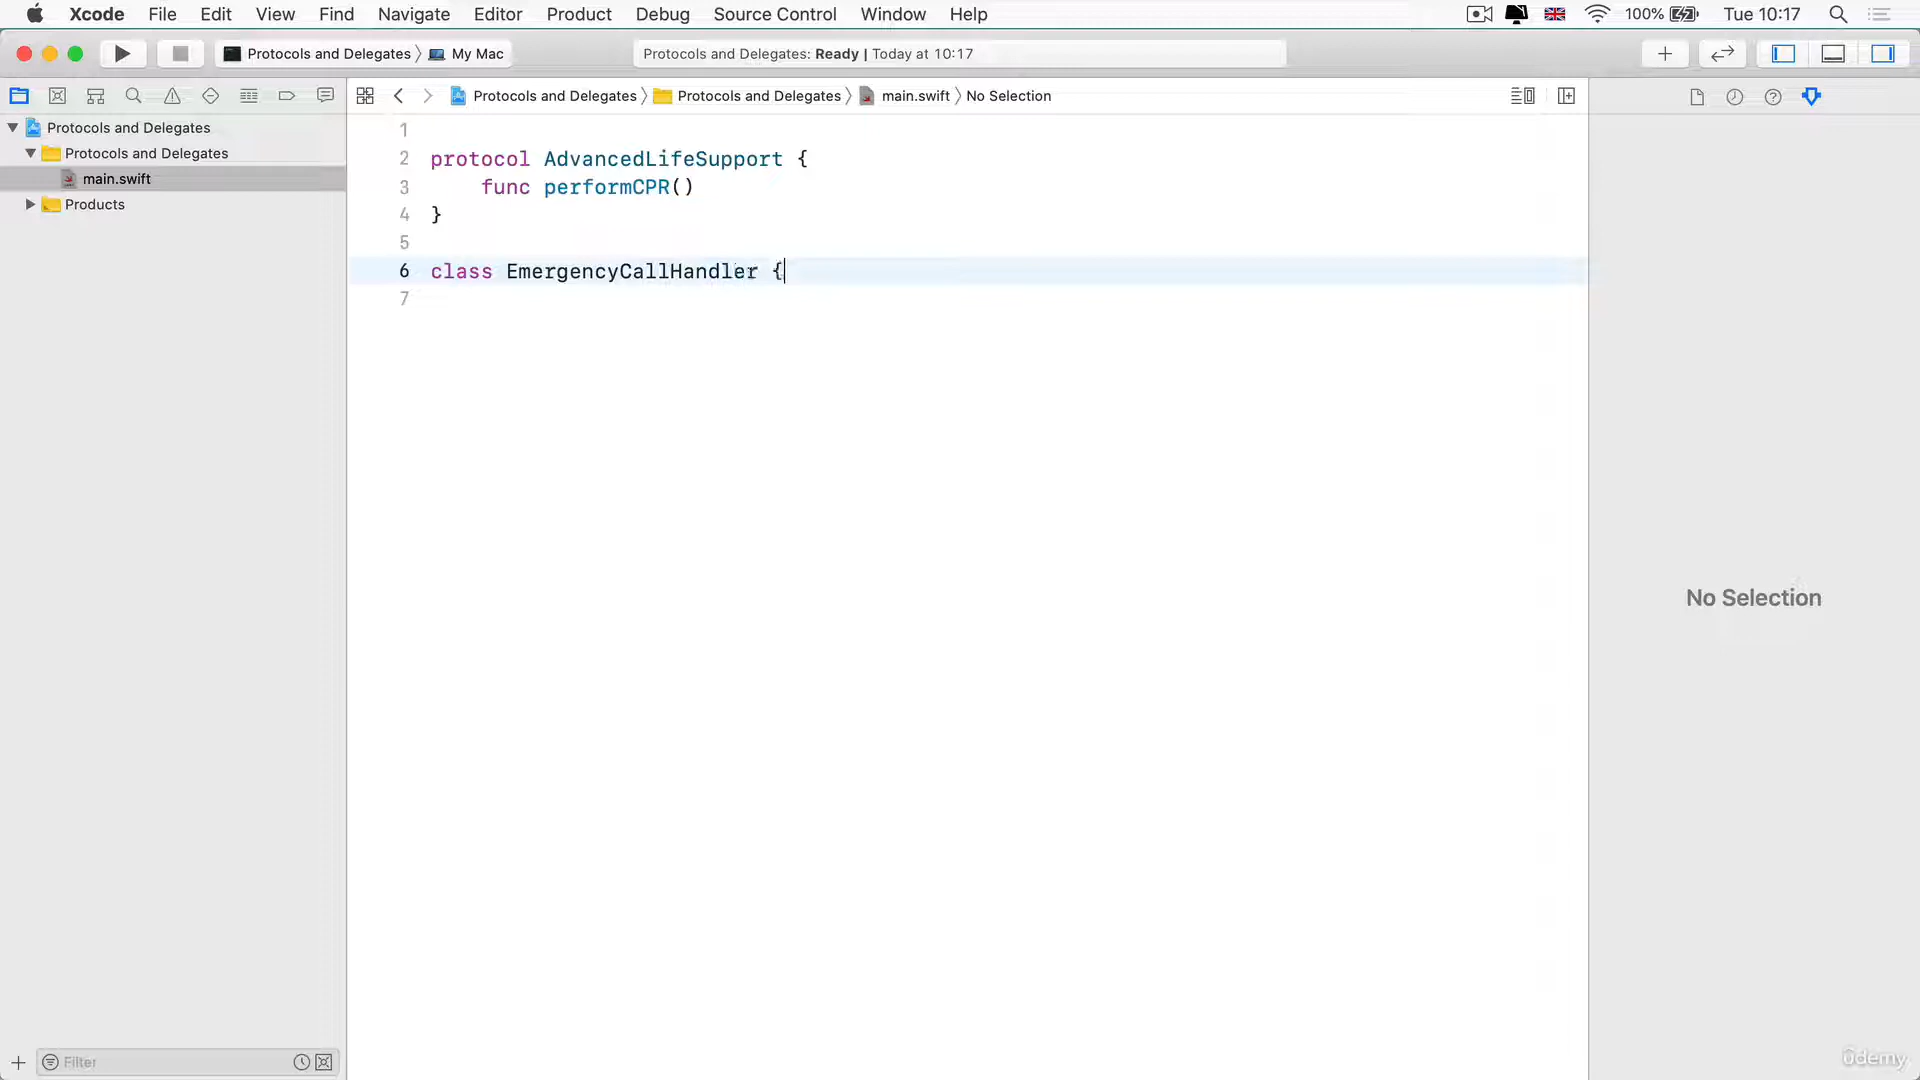 Xcode File Edit View Find Navigate Editor Product Debug Source Control Window Help 100% Tue 10:17
Protocols and Delegates My Mac Protocols and Delegates: Ready | Today at 10:17
Protocols and Delegates Protocols and Delegates main.swift No Selection
Protocols and Delegates
Protocols and Delegates
main.swift
Products
1
2 protocol AdvancedLifeSupport {
3 func performCPR()
4 }
5
6 class EmergencyCallHandler {
7
No Selection
Filter
ûdemy